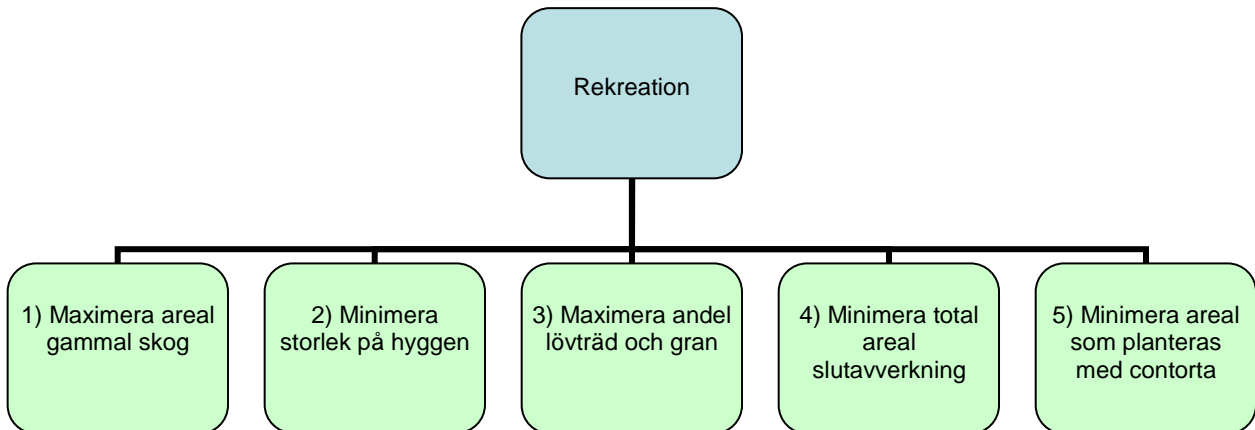 Rekreation
1) Maximera areal
gammal skog
2) Minimera
storlek på hyggen
3) Maximera andel
lövträd och gran
4) Minimera total
areal
slutavverkning
5) Minimera areal
som planteras
med contorta